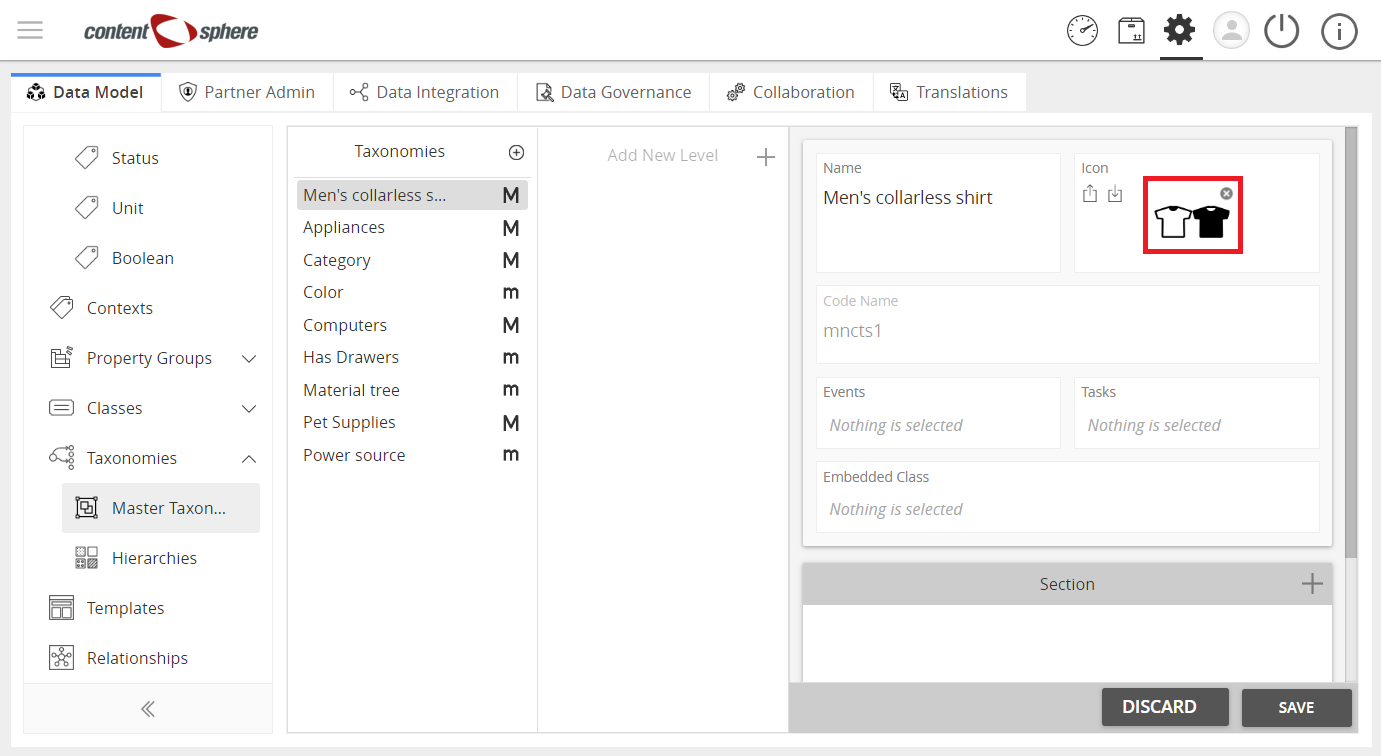 content sphere
Data Model
Partner Admin
Data Integration
Data Governance
Collaboration
Translations
Status
Unit
Boolean
Contexts
Property Groups
Classes
Taxonomies
Master Taxon...
Hierarchies
Templates
Relationships
Taxonomies
Men's collarless s... M
Appliances M
Category M
Color m
Computers M
Has Drawers m
Material tree m
Pet Supplies M
Power source m
Add New Level
Name
Men's collarless shirt
Icon
Code Name
mncts1
Events
Nothing is selected
Tasks
Nothing is selected
Embedded Class
Nothing is selected
Section
DISCARD
SAVE